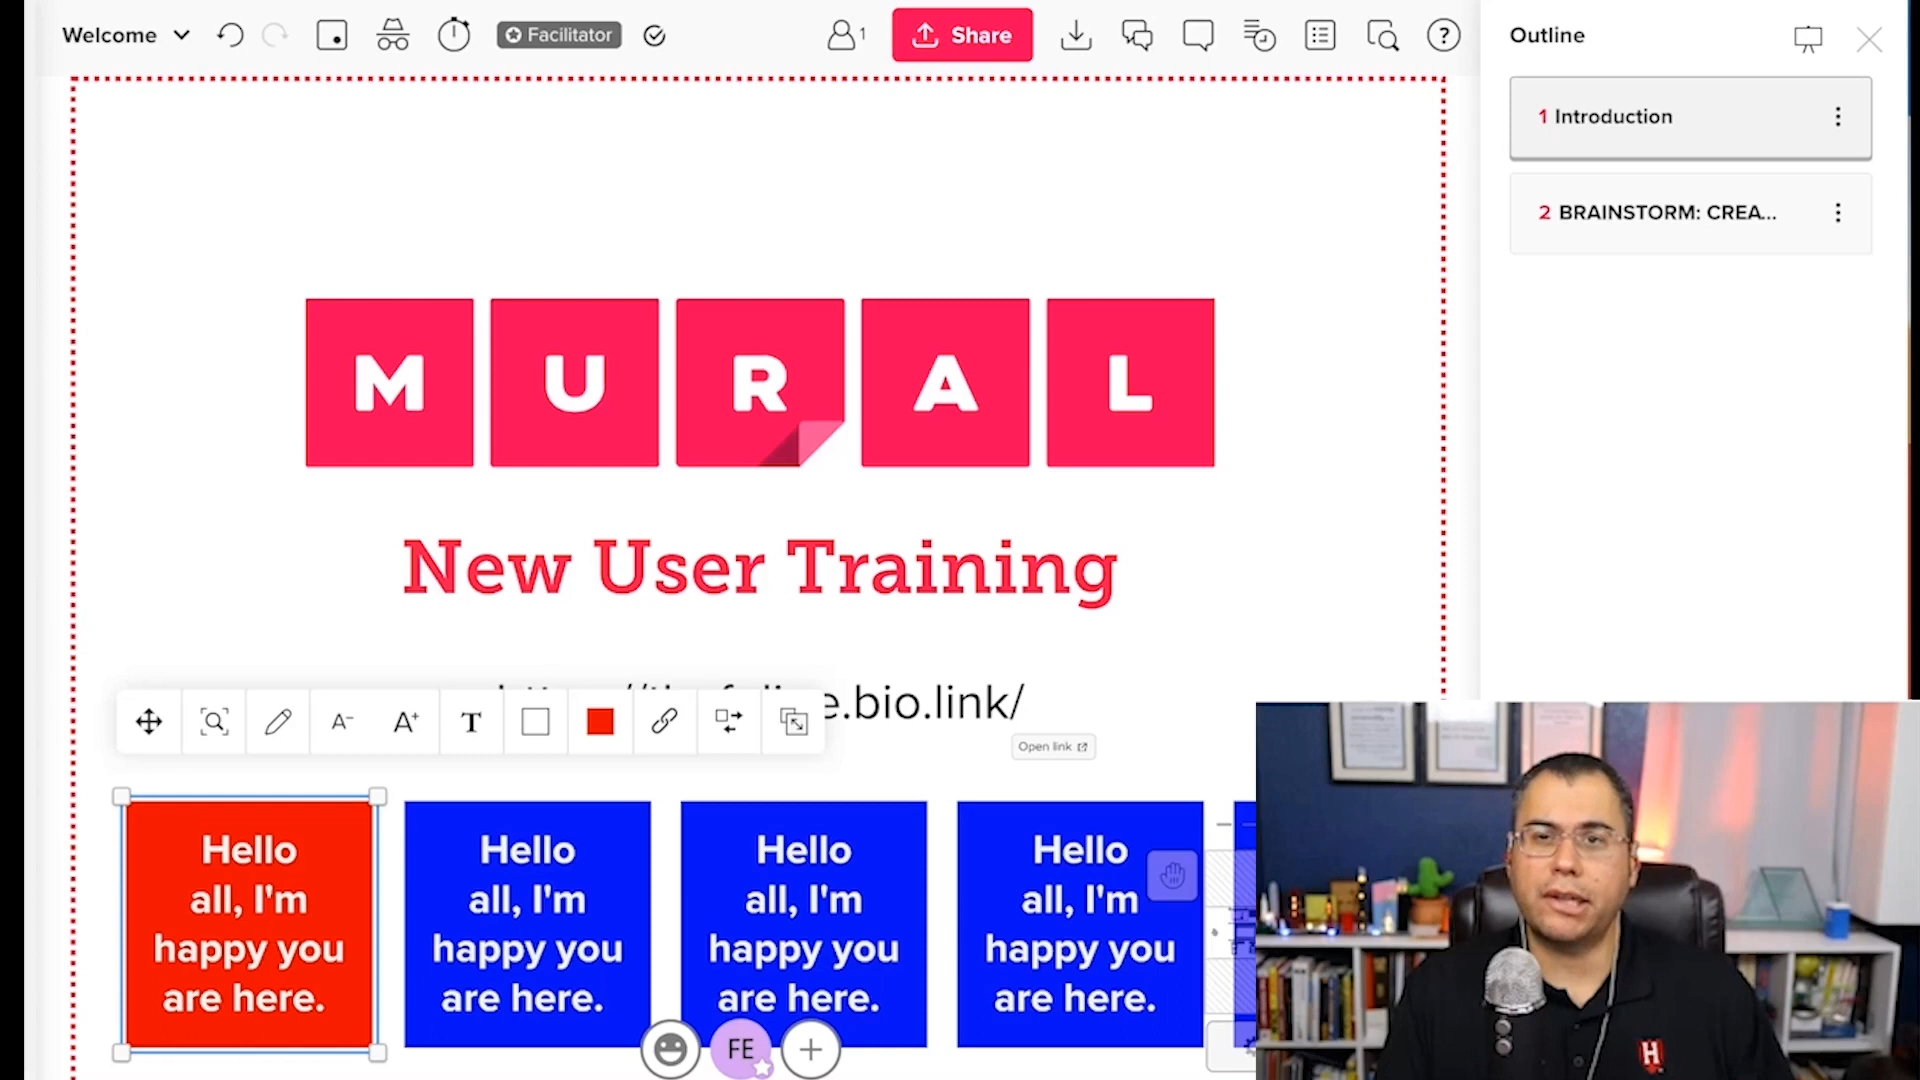 Welcome
Facilitator
1
Share
?
Outline
1 Introduction
2 BRAINSTORM: CREA...
M U R A L
New User Training
e.bio.link/
Open link
A- A+ T
Hello
all, I'm
happy you
are here.
Hello
all, I'm
happy you
are here.
Hello
all, I'm
happy you
are here.
Hello
all, I'm
happy you
are here.
FE
H